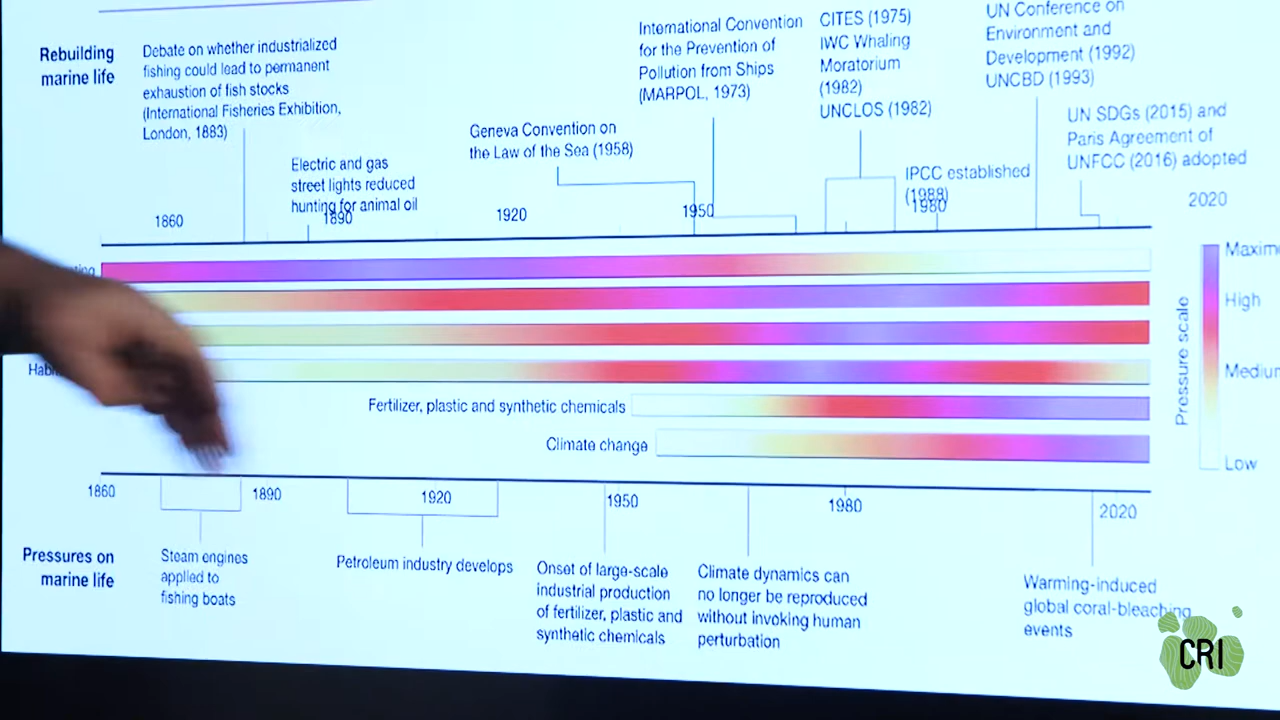 Rebuilding
marine life
Debate on whether industrialized
fishing could lead to permanent
exhaustion of fish stocks
(International Fisheries Exhibition,
London, 1883)
Electric and gas
street lights reduced
hunting for animal oil
Geneva Convention on
the Law of the Sea (1958)
International Convention
for the Prevention of
Pollution from Ships
(MARPOL, 1973)
CITES (1975)
IWC Whaling
Moratorium
(1982)
UNCLOS (1982)
IPCC established
(1988)
UN Conference on
Environment and
Development (1992)
UNCBD (1993)
UN SDGs (2015) and
Paris Agreement of
UNFCC (2016) adopted
1860
1890
1920
1950
1980
2020
Fertilizer, plastic and synthetic chemicals
Climate change
Pressure scale
High
Low
1860
1890
1920
1950
1980
2020
Pressures on
marine life
Steam engines
applied to
fishing boats
Petroleum industry develops
Onset of large-scale
industrial production
of fertilizer, plastic and
synthetic chemicals
Climate dynamics can
no longer be reproduced
without invoking human
perturbation
Warming-induced
global coral-bleaching
events
CRI